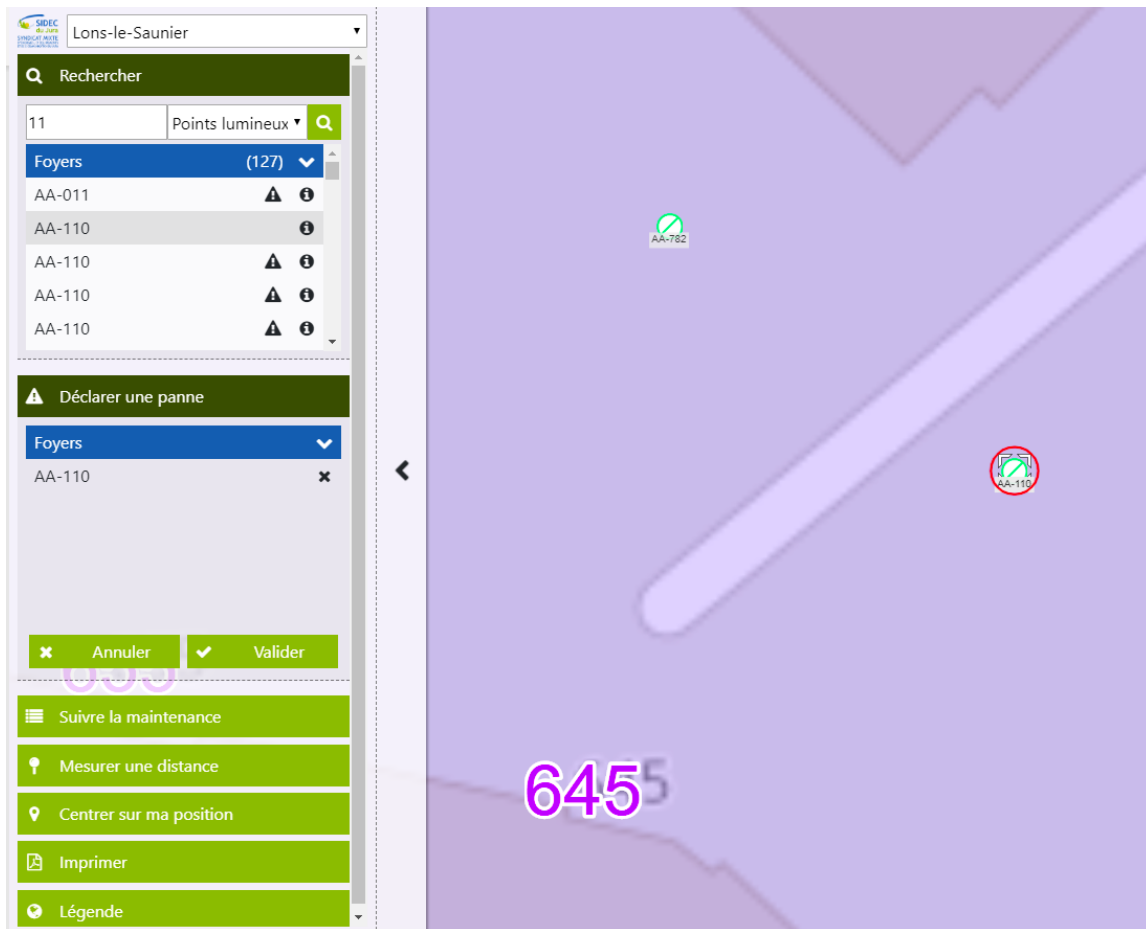 SIDEC
du Jura
SYNDICAT MIXTE
Lons-le-Saunier
Rechercher
11
Points lumineux
Foyers (127)
AA-011
AA-110
AA-110
AA-110
AA-110
Déclarer une panne
Foyers
AA-110
Annuler
Valider
Suivre la maintenance
Mesurer une distance
Centrer sur ma position
Imprimer
Légende
AA-782
AA-110
645